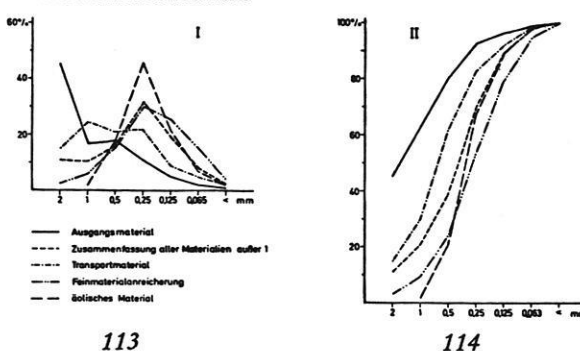 60%
I
40
20
2 1 0,5 0,25 0,125 0,065 < mm
Ausgangsmaterial
Zusammenfassung aller Materialien außer 1
Transportmaterial
Feinmaterialanreicherung
äolisches Material
113
100%
II
80
60
40
20
2 1 0,5 0,25 0,125 0,063 < mm
114